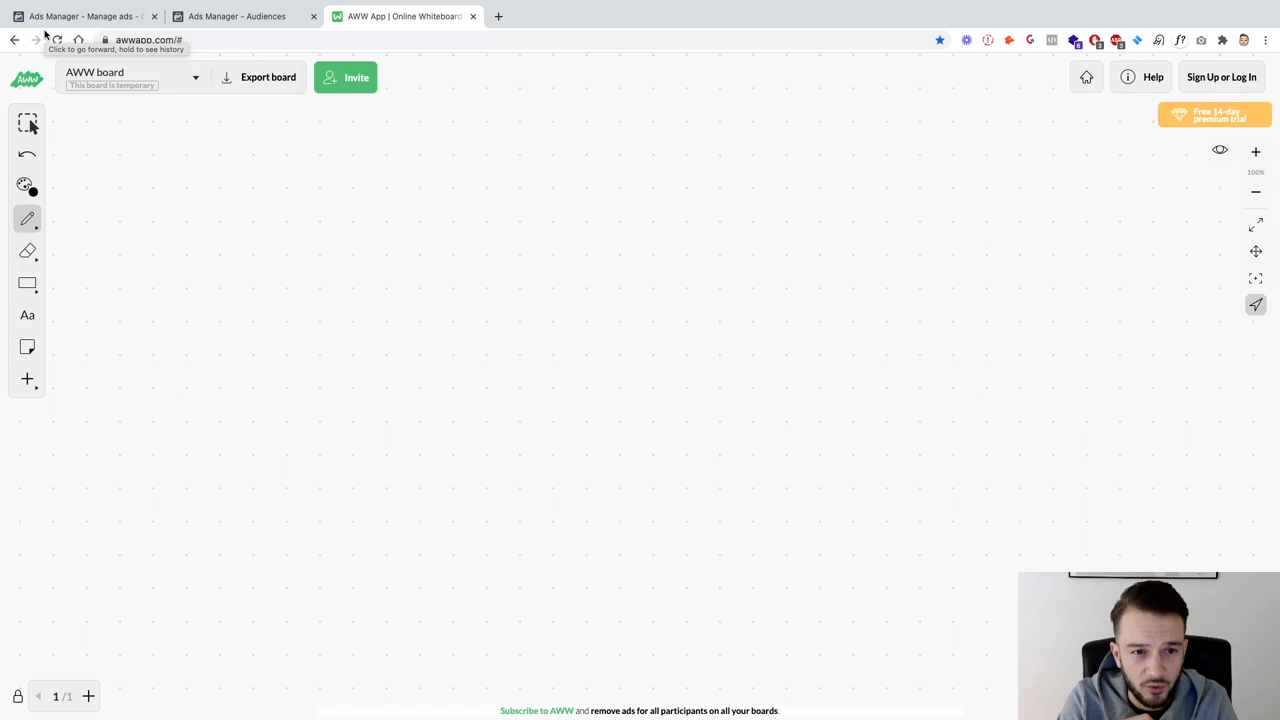 Ads Manager - Manage ads - C
Ads Manager - Audiences
AWW App | Online Whiteboard
Click to go forward, hold to see history
awwapp.com/#
AWW
AWW board
This board is temporary
Export board
Invite
Help
Sign Up or Log In
Free 14-day
premium trial
100%
Aa
1 /1
Subscribe to AWW and remove ads for all participants on all your boards.